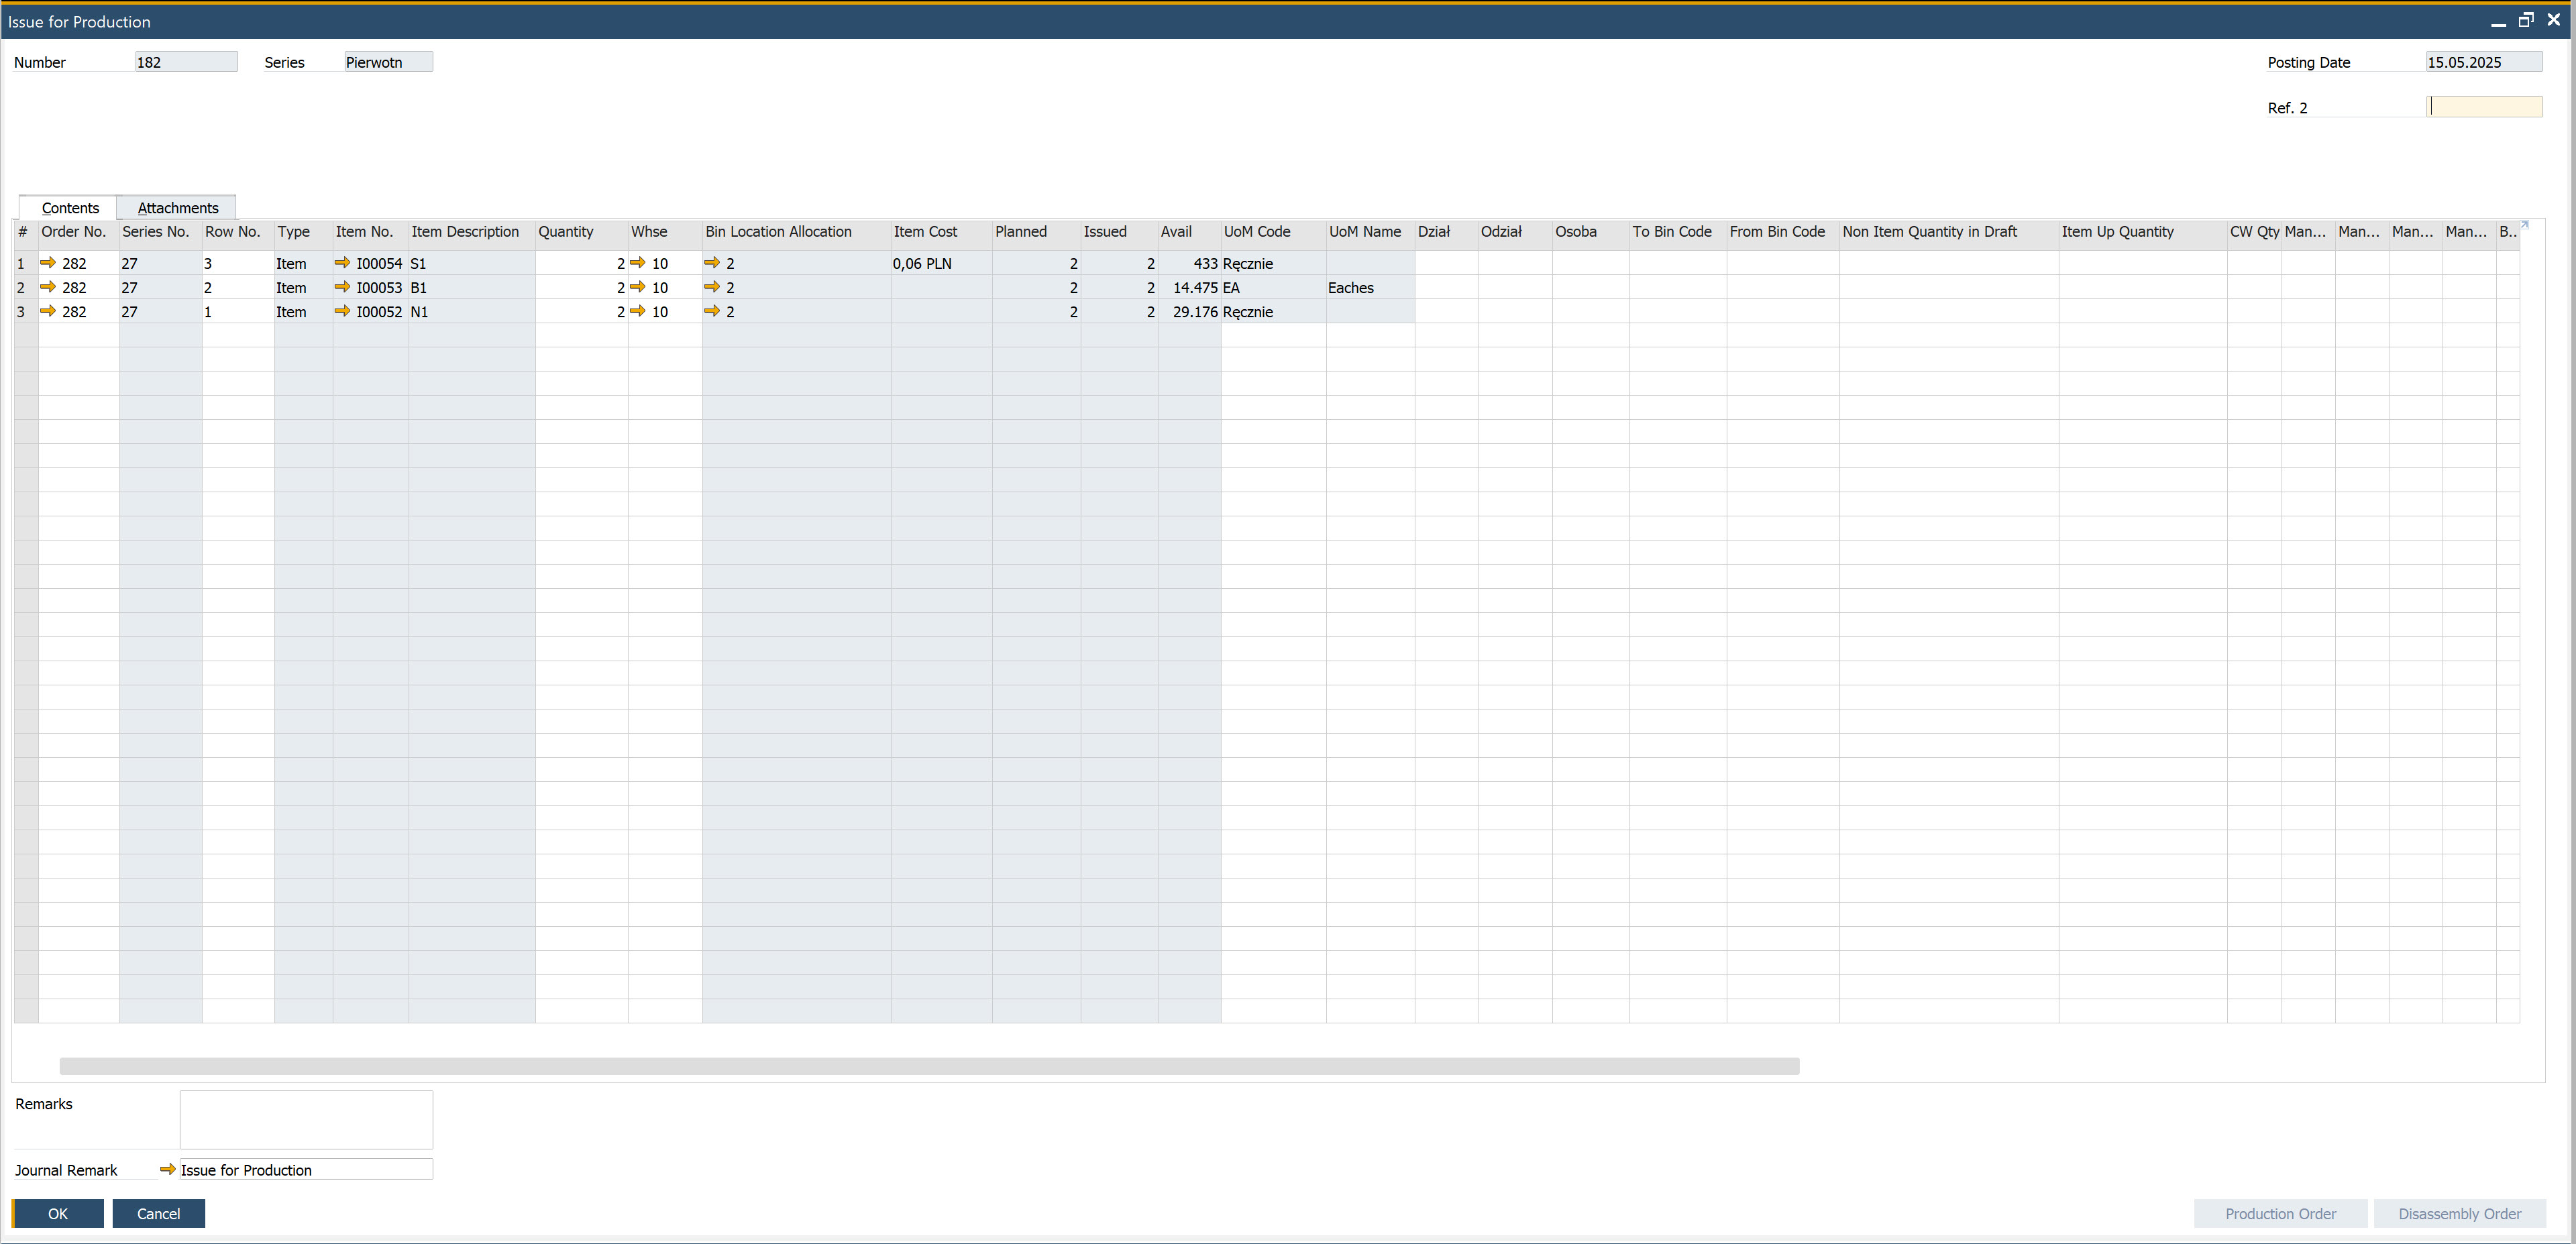 Issue for Production
Number 182 Series Pierwotn Posting Date 15.05.2025
Ref. 2
Contents Attachments
# Order No. Series No. Row No. Type Item No. Item Description Quantity Whse Bin Location Allocation Item Cost Planned Issued Avail UoM Code UoM Name Dział Odział Osoba To Bin Code From Bin Code Non Item Quantity in Draft Item Up Quantity CW Qty Man... Man... Man... Man... B..
1 282 27 3 Item I00054 S1 2 10 2 0,06 PLN 2 2 433 Ręcznie
2 282 27 2 Item I00053 B1 2 10 2 2 2 14.475 EA Eaches
3 282 27 1 Item I00052 N1 2 10 2 2 2 29.176 Ręcznie
Remarks
Journal Remark Issue for Production
OK Cancel Production Order Disassembly Order